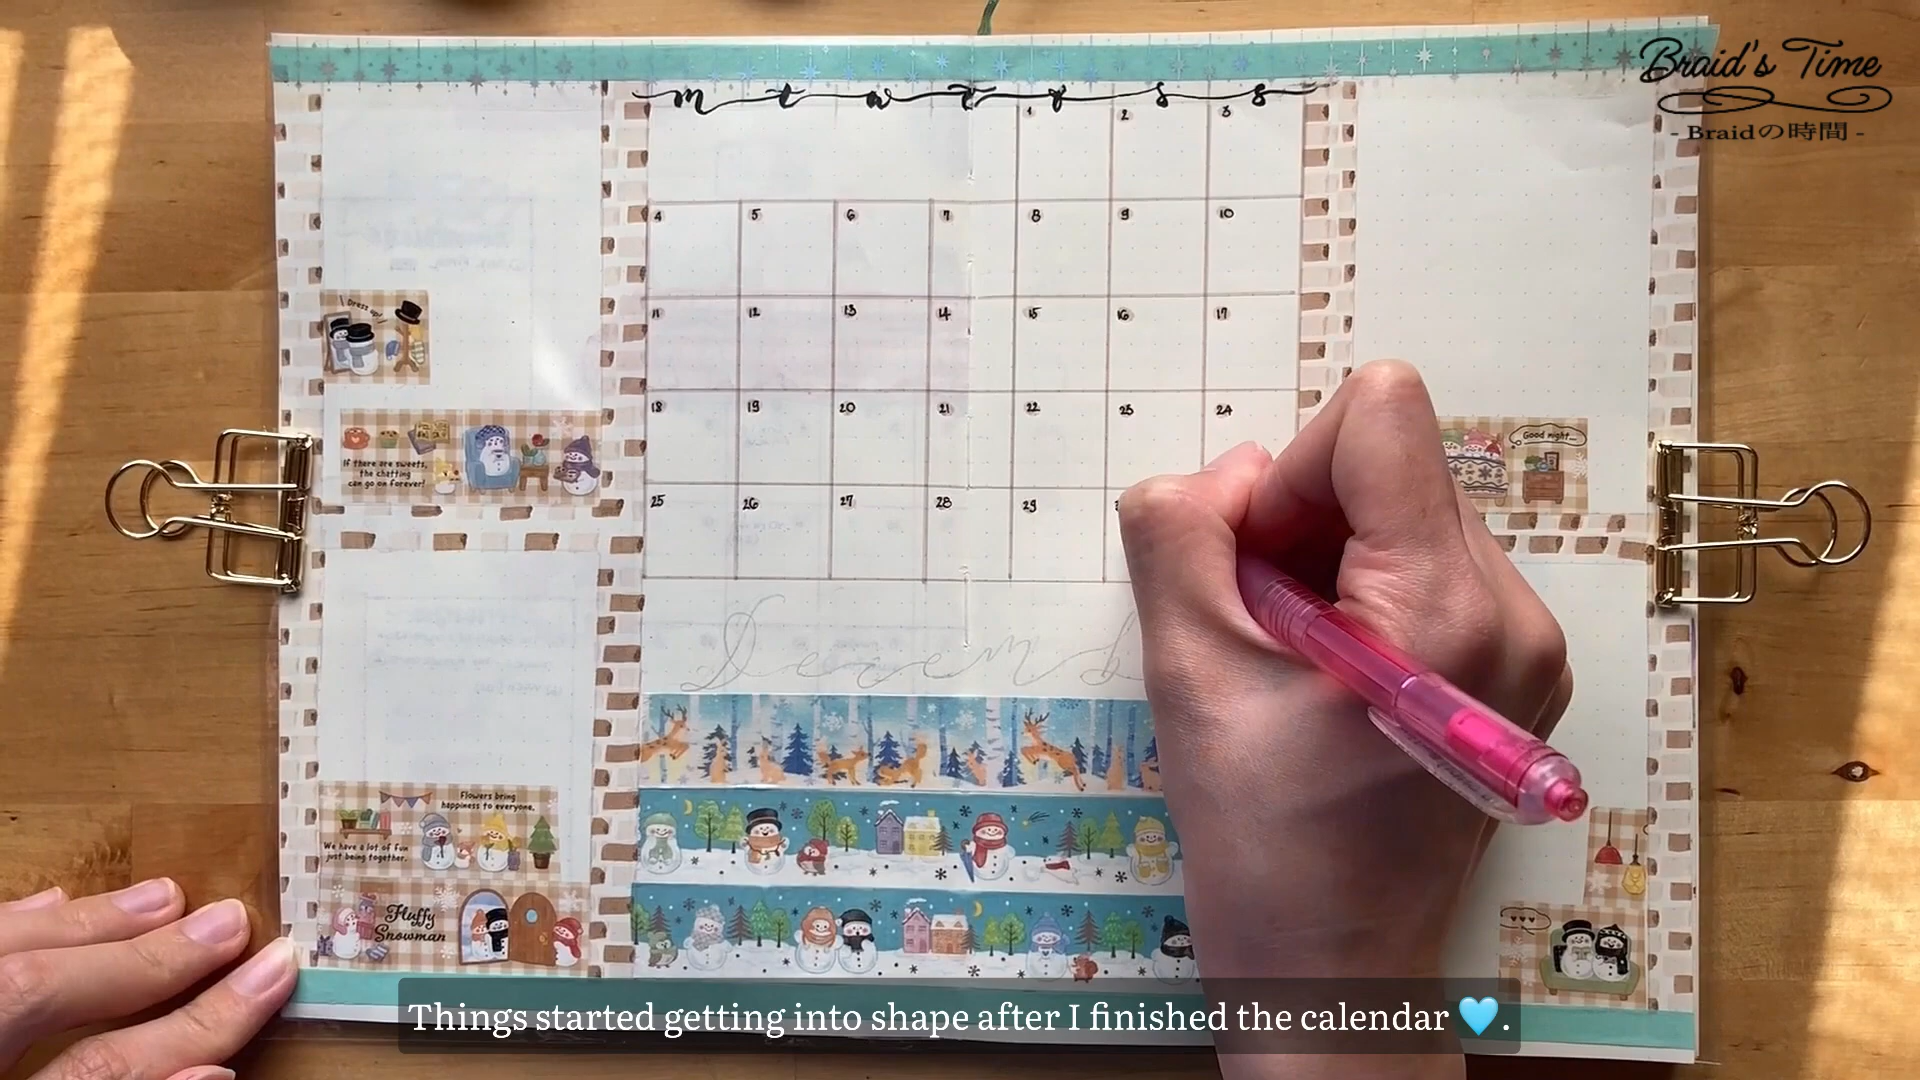 Braid's Time
- Braidの時間 -
m t w t f s s
1 2 3
4 5 6 7 8 9 10
11 12 13 14 15 16 17
18 19 20 21 22 23 24
25 26 27 28 29
Dress up!
If there are sweets,
the chatting
can go on forever!
Good night...
Decemb
Flowers bring
happiness to everyone.
We have a lot of fun
just being together.
Fluffy
Snowman
Things started getting into shape after I finished the calendar 🩵.